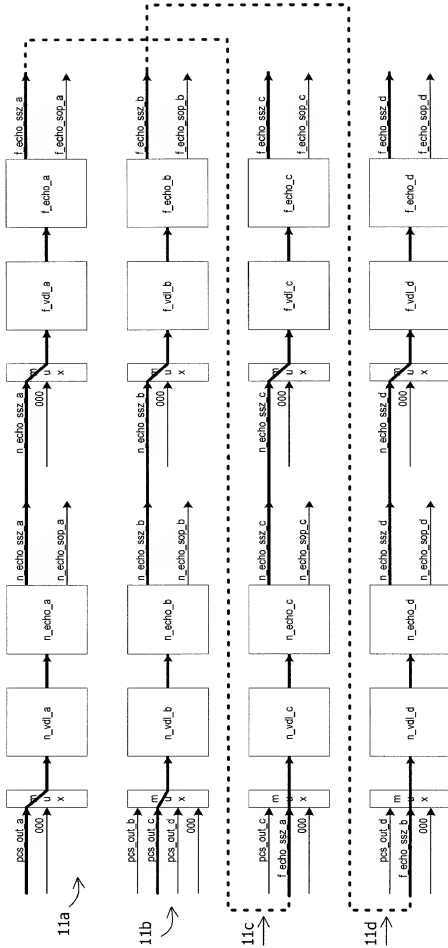 pcs_out_a
000
m
u
x
n_vdl_a
n_echo_a
n_echo_ssz_a
n_echo_sop_a
n_echo_ssz_a
000
m
u
x
f_vdl_a
f_echo_a
f_echo_ssz_a
f_echo_sop_a
11a
pcs_out_b
pcs_out_c
pcs_out_d
000
m
u
x
n_vdl_b
n_echo_b
n_echo_ssz_b
n_echo_sop_b
n_echo_ssz_b
000
m
u
x
f_vdl_b
f_echo_b
f_echo_ssz_b
f_echo_sop_b
11b
pcs_out_c
f_echo_ssz_a
000
m
u
x
n_vdl_c
n_echo_c
n_echo_ssz_c
n_echo_sop_c
n_echo_ssz_c
000
m
u
x
f_vdl_c
f_echo_c
f_echo_ssz_c
f_echo_sop_c
11c
pcs_out_d
f_echo_ssz_b
000
m
u
x
n_vdl_d
n_echo_d
n_echo_ssz_d
n_echo_sop_d
n_echo_ssz_d
000
m
u
x
f_vdl_d
f_echo_d
f_echo_ssz_d
f_echo_sop_d
11d